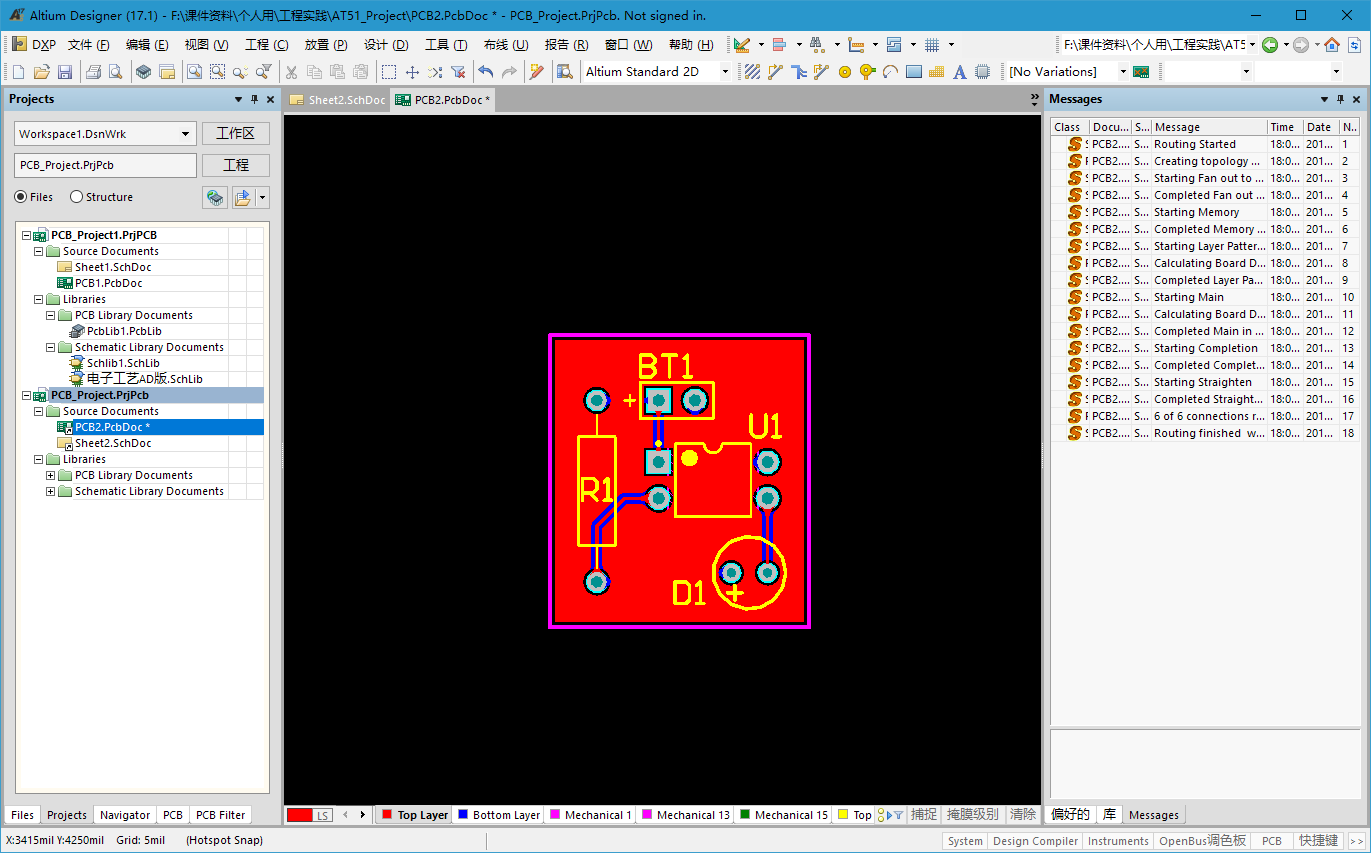 Altium Designer (17.1) - F:\课件资料\个人用\工程实践\AT51_Project\PCB2.PcbDoc * - PCB_Project.PrjPcb. Not signed in.
DXP 文件 (F) 编辑 (E) 视图 (V) 工程 (C) 放置 (P) 设计 (D) 工具 (T) 布线 (U) 报告 (R) 窗口 (W) 帮助 (H) F:\课件资料\个人用\工程实践\AT5
Altium Standard 2D A [No Variations]
Projects
Sheet2.SchDoc PCB2.PcbDoc *
Messages
Workspace1.DsnWrk 工作区
PCB_Project.PrjPcb 工程
Files Structure
PCB_Project1.PrjPCB
Source Documents
Sheet1.SchDoc
PCB1.PcbDoc
Libraries
PCB Library Documents
PcbLib1.PcbLib
Schematic Library Documents
Schlib1.SchLib
电子工艺AD版.SchLib
PCB_Project.PrjPcb
Source Documents
PCB2.PcbDoc *
Sheet2.SchDoc
Libraries
PCB Library Documents
Schematic Library Documents
BT1
+
U1
R1
D1 +
Class Docu... S... Message Time Date N..
PCB2.... S... Routing Started 18:0... 201... 1
PCB2.... S... Creating topology ... 18:0... 201... 2
PCB2.... S... Starting Fan out to ... 18:0... 201... 3
PCB2.... S... Completed Fan out ... 18:0... 201... 4
PCB2.... S... Starting Memory 18:0... 201... 5
PCB2.... S... Completed Memory ... 18:0... 201... 6
PCB2.... S... Starting Layer Patter... 18:0... 201... 7
PCB2.... S... Calculating Board D... 18:0... 201... 8
PCB2.... S... Completed Layer Pa... 18:0... 201... 9
PCB2.... S... Starting Main 18:0... 201... 10
PCB2.... S... Calculating Board D... 18:0... 201... 11
PCB2.... S... Completed Main in ... 18:0... 201... 12
PCB2.... S... Starting Completion 18:0... 201... 13
PCB2.... S... Completed Complet... 18:0... 201... 14
PCB2.... S... Starting Straighten 18:0... 201... 15
PCB2.... S... Completed Straight... 18:0... 201... 16
PCB2.... S... 6 of 6 connections r... 18:0... 201... 17
PCB2.... S... Routing finished w... 18:0... 201... 18
Files Projects Navigator PCB PCB Filter
LS Top Layer Bottom Layer Mechanical 1 Mechanical 13 Mechanical 15 Top 捕捉 掩膜级别 清除
偏好的 库 Messages
X:3415mil Y:4250mil Grid: 5mil (Hotspot Snap)
System Design Compiler Instruments OpenBus调色板 PCB 快捷键 >>